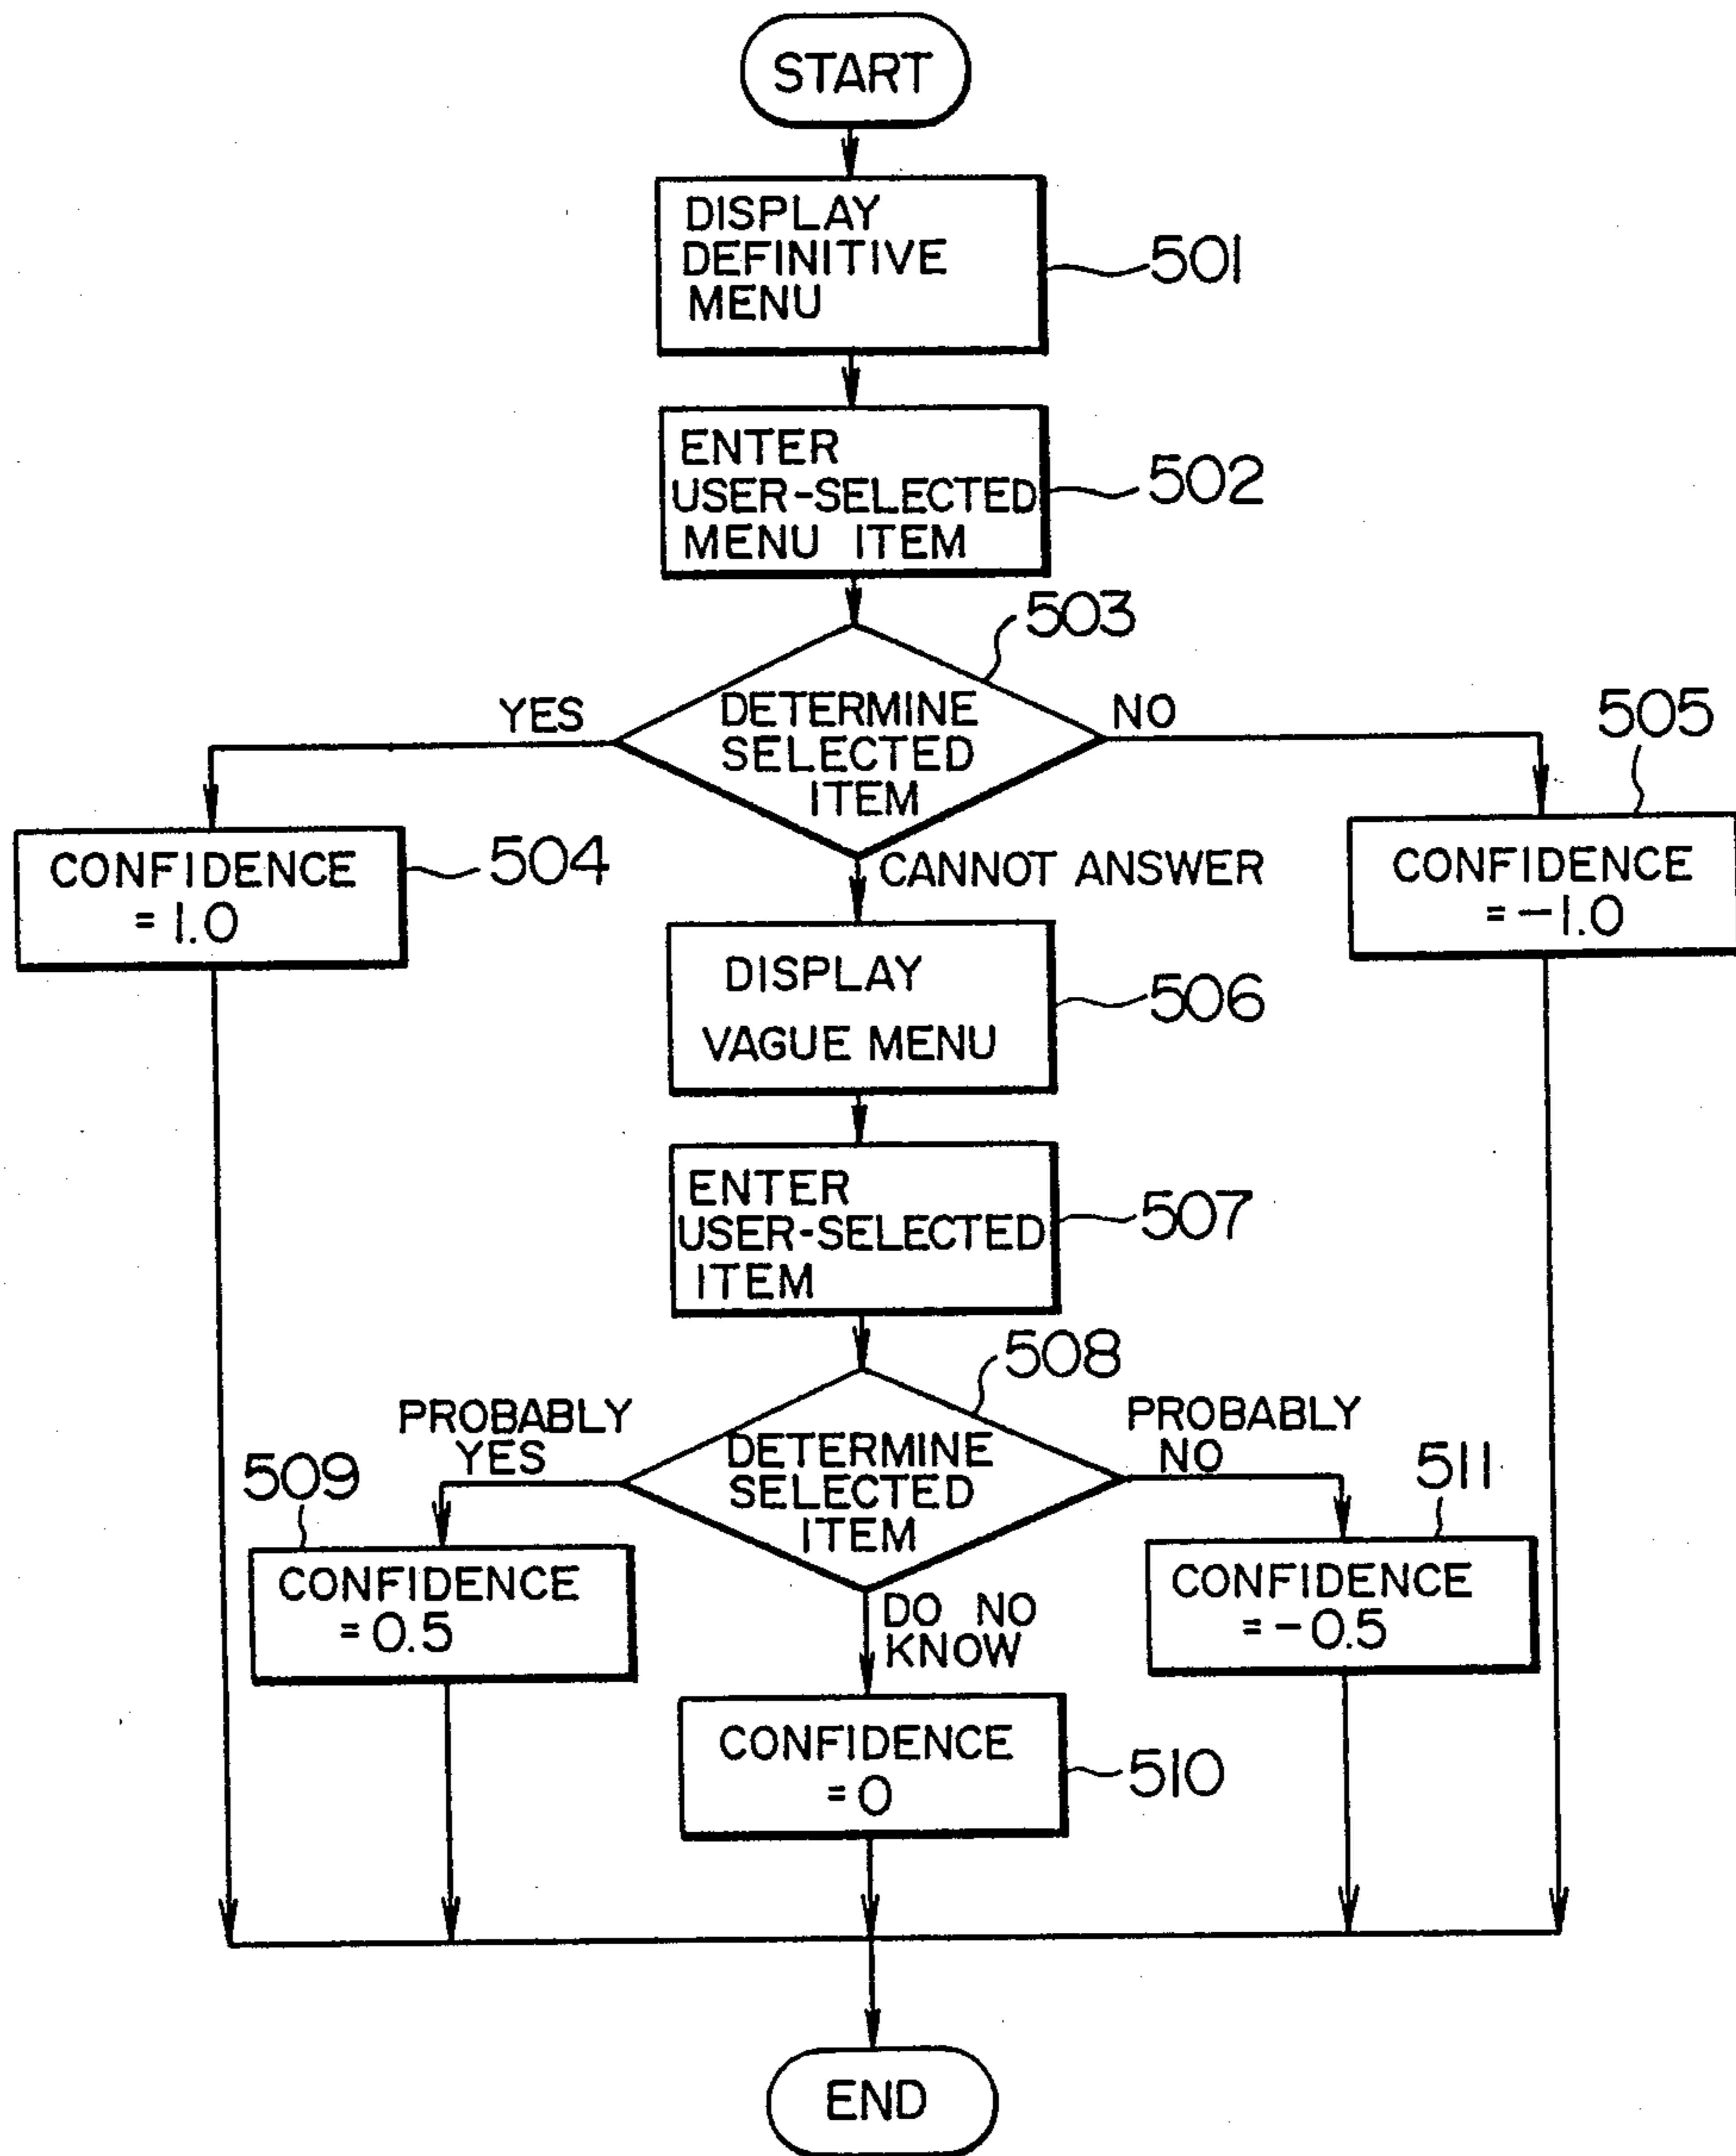 START
DISPLAY
DEFINITIVE
MENU
501
ENTER
USER-SELECTED
MENU ITEM
502
503
YES
DETERMINE
SELECTED
ITEM
NO
505
CONFIDENCE
= 1.0
504
CANNOT ANSWER
CONFIDENCE
= -1.0
DISPLAY
VAGUE MENU
506
ENTER
USER-SELECTED
ITEM
507
508
PROBABLY
YES
DETERMINE
SELECTED
ITEM
PROBABLY
NO
509
511
CONFIDENCE
= 0.5
DO NO
KNOW
CONFIDENCE
= -0.5
CONFIDENCE
= 0
510
END